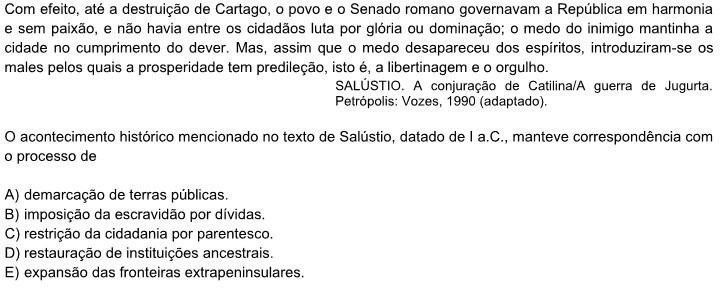 Com efeito, até a destruição de Cartago, o povo e o Senado romano governavam a República em harmonia
e sem paixão, e não havia entre os cidadãos luta por glória ou dominação; o medo do inimigo mantinha a
cidade no cumprimento do dever. Mas, assim que o medo desapareceu dos espíritos, introduziram-se os
males pelos quais a prosperidade tem predileção, isto é, a libertinagem e o orgulho.
SALÚSTIO. A conjuração de Catilina/A guerra de Jugurta.
Petrópolis: Vozes, 1990 (adaptado).
O acontecimento histórico mencionado no texto de Salústio, datado de I a.C., manteve correspondência com
o processo de
A) demarcação de terras públicas.
B) imposição da escravidão por dívidas.
C) restrição da cidadania por parentesco.
D) restauração de instituições ancestrais.
E) expansão das fronteiras extrapeninsulares.